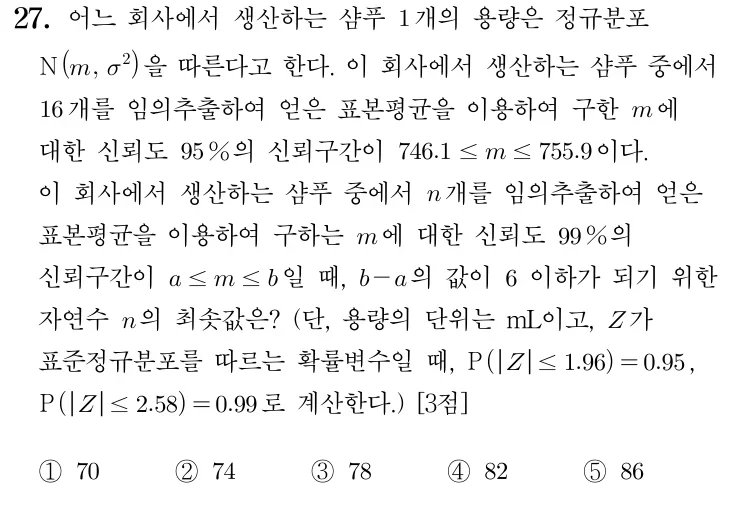 27. 어느 회사에서 생산하는 샴푸 1개의 용량은 정규분포
N(m, σ²)을 따른다고 한다. 이 회사에서 생산하는 샴푸 중에서
16개를 임의추출하여 얻은 표본평균을 이용하여 구한 m에
대한 신뢰도 95%의 신뢰구간이 746.1 ≤ m ≤ 755.9이다.
이 회사에서 생산하는 샴푸 중에서 n개를 임의추출하여 얻은
표본평균을 이용하여 구하는 m에 대한 신뢰도 99%의
신뢰구간이 a ≤ m ≤ b일 때, b−a의 값이 6 이하가 되기 위한
자연수 n의 최솟값은? (단, 용량의 단위는 mL이고, Z가
표준정규분포를 따르는 확률변수일 때, P(|Z| ≤ 1.96) = 0.95,
P(|Z| ≤ 2.58) = 0.99로 계산한다.) [3점]
① 70 ② 74 ③ 78 ④ 82 ⑤ 86